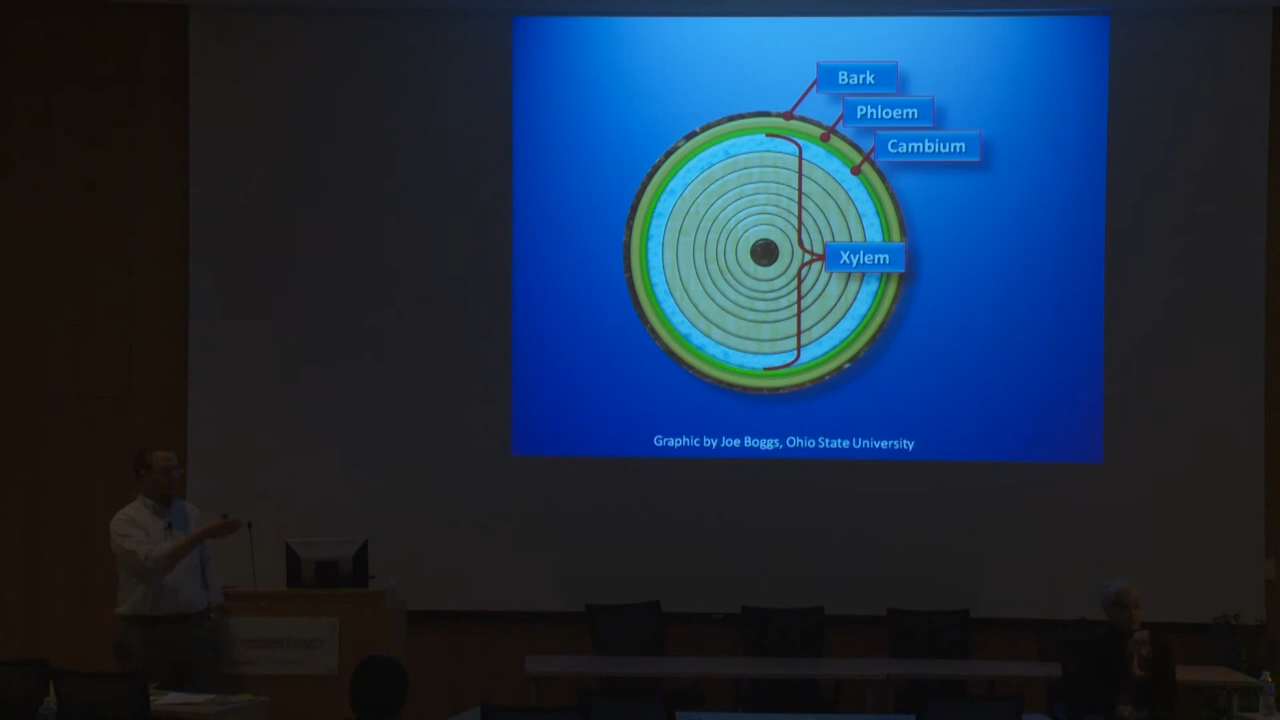 Bark
Phloem
Cambium
Xylem
Graphic by Joe Boggs, Ohio State University